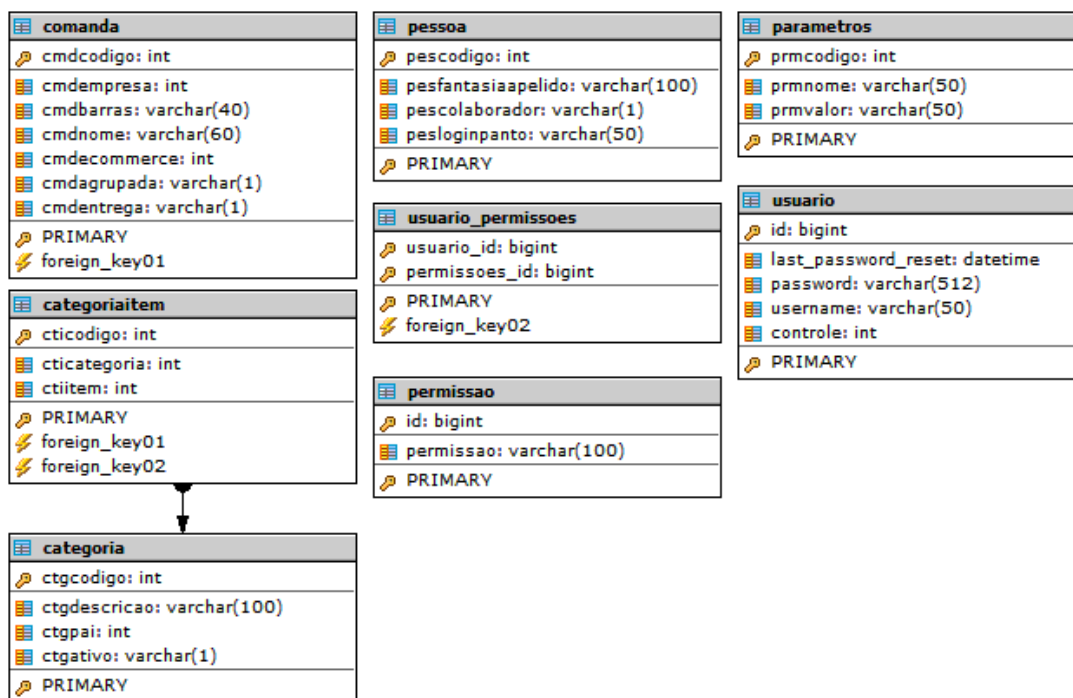 comanda
cmdcodigo: int
cmdempresa: int
cmdbarras: varchar(40)
cmdnome: varchar(60)
cmdecommerce: int
cmdagrupada: varchar(1)
cmdentrega: varchar(1)
PRIMARY
foreign_key01
categoriaitem
cticodigo: int
cticategoria: int
ctiitem: int
PRIMARY
foreign_key01
foreign_key02
categoria
ctgcodigo: int
ctgdescricao: varchar(100)
ctgpai: int
ctgativo: varchar(1)
PRIMARY
pessoa
pescodigo: int
pesfantasiaapelido: varchar(100)
pescolaborador: varchar(1)
pesloginpanto: varchar(50)
PRIMARY
usuario_permissoes
usuario_id: bigint
permissoes_id: bigint
PRIMARY
foreign_key02
permissao
id: bigint
permissao: varchar(100)
PRIMARY
parametros
prmcodigo: int
prmnome: varchar(50)
prmvalor: varchar(50)
PRIMARY
usuario
id: bigint
last_password_reset: datetime
password: varchar(512)
username: varchar(50)
controle: int
PRIMARY